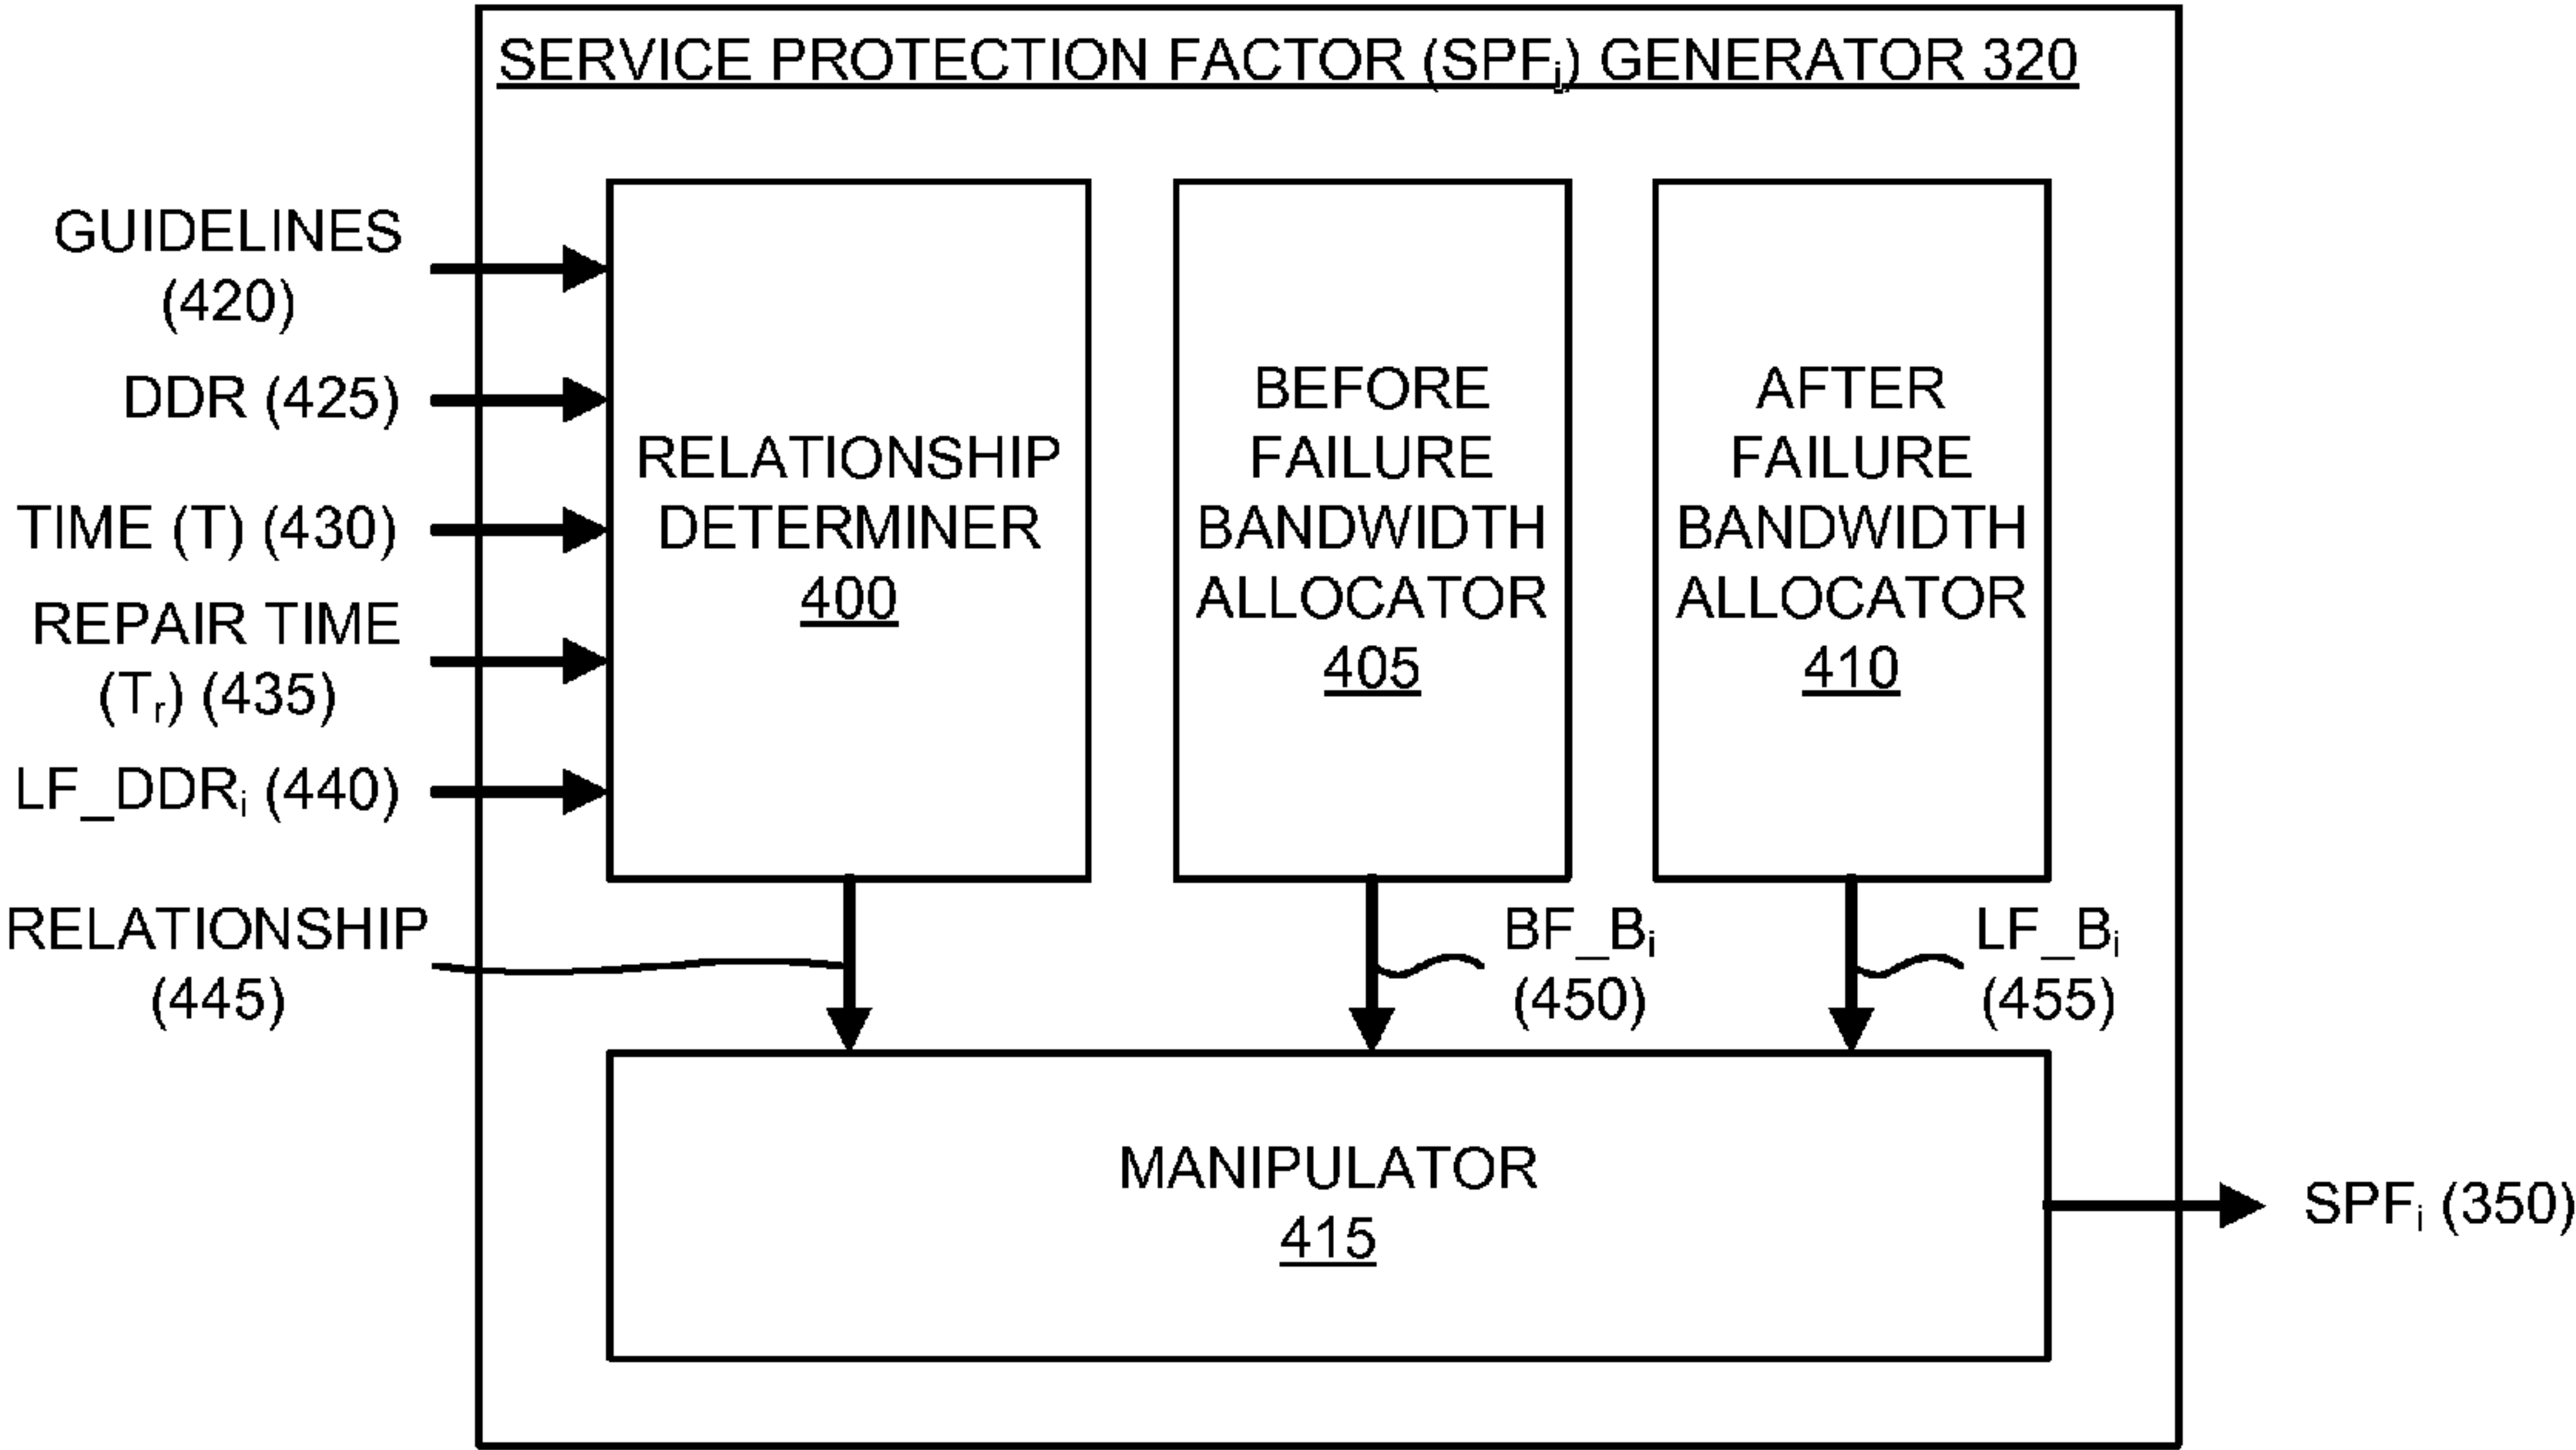 SERVICE PROTECTION FACTOR (SPFi) GENERATOR 320
GUIDELINES
(420)
DDR (425)
TIME (T) (430)
REPAIR TIME
(Tr) (435)
LF_DDRi (440)
RELATIONSHIP
DETERMINER
400
BEFORE
FAILURE
BANDWIDTH
ALLOCATOR
405
AFTER
FAILURE
BANDWIDTH
ALLOCATOR
410
RELATIONSHIP
(445)
BF_Bi
(450)
LF_Bi
(455)
MANIPULATOR
415
SPFi (350)